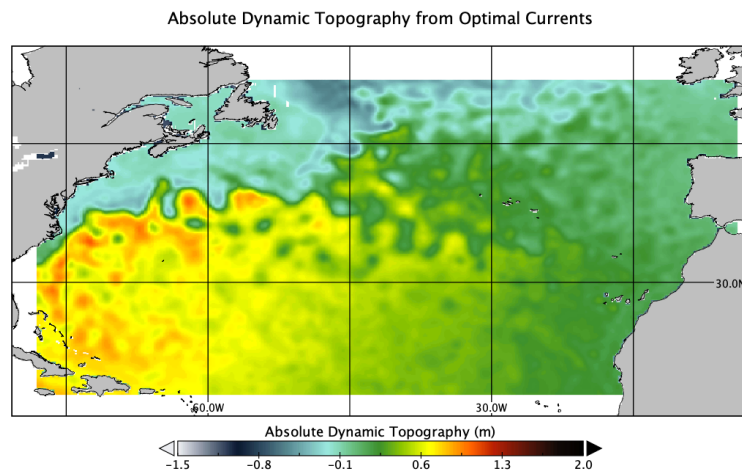 Absolute Dynamic Topography from Optimal Currents
30.0N
60.0W
30.0W
Absolute Dynamic Topography (m)
-1.5 -0.8 -0.1 0.6 1.3 2.0